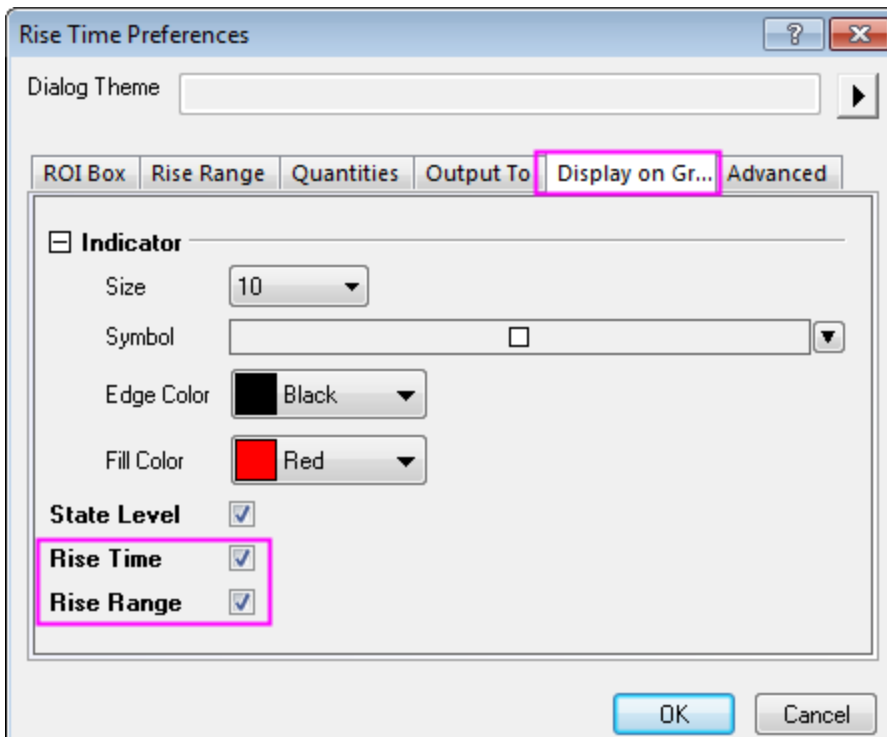 Rise Time Preferences
Dialog Theme
ROI Box Rise Range Quantities Output To Display on Gr... Advanced
Indicator
Size 10
Symbol
Edge Color Black
Fill Color Red
State Level
Rise Time
Rise Range
OK Cancel